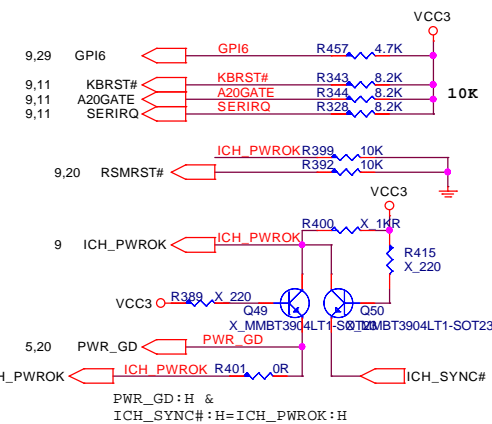 VCC3
9,29 GPI6 GPI6 R457 4.7K
9,11 KBRST# KBRST# R343 8.2K
10K
9,11 A20GATE A20GATE R344 8.2K
9,11 SERIRQ SERIRQ R328 8.2K
ICH_PWROK R399 10K
9,20 RSMRST# R392 10K
VCC3
R400 X_1KR
9 ICH_PWROK ICH_PWROK
R415
X_220
VCC3 R389 X_220
Q49 Q50
X_MMBT3904LT1-SOT23 X_MMBT3904LT1-SOT23
5,20 PWR_GD PWR_GD
H_PWROK ICH_PWROK R401 0R ICH_SYNC#
PWR_GD:H &
ICH_SYNC#:H=ICH_PWROK:H